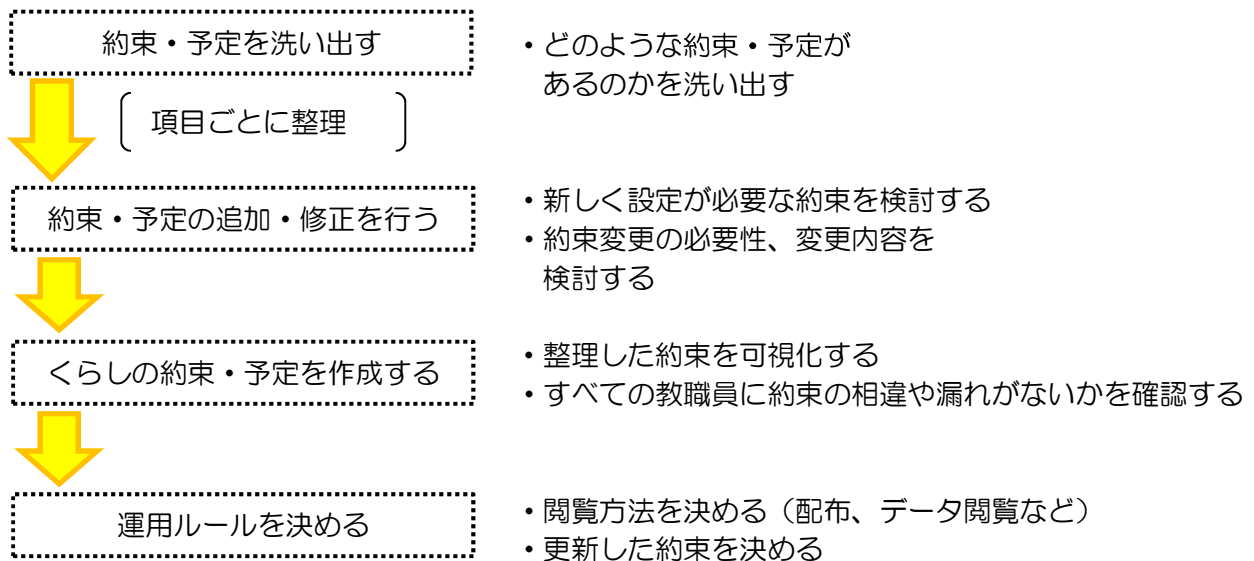 約束・予定を洗い出す
・どのような約束・予定が
あるのかを洗い出す
項目ごとに整理
約束・予定の追加・修正を行う
・新しく設定が必要な約束を検討する
・約束変更の必要性、変更内容を
検討する
くらしの約束・予定を作成する
・整理した約束を可視化する
・すべての教職員に約束の相違や漏れがないかを確認する
運用ルールを決める
・閲覧方法を決める（配布、データ閲覧など）
・更新した約束を決める